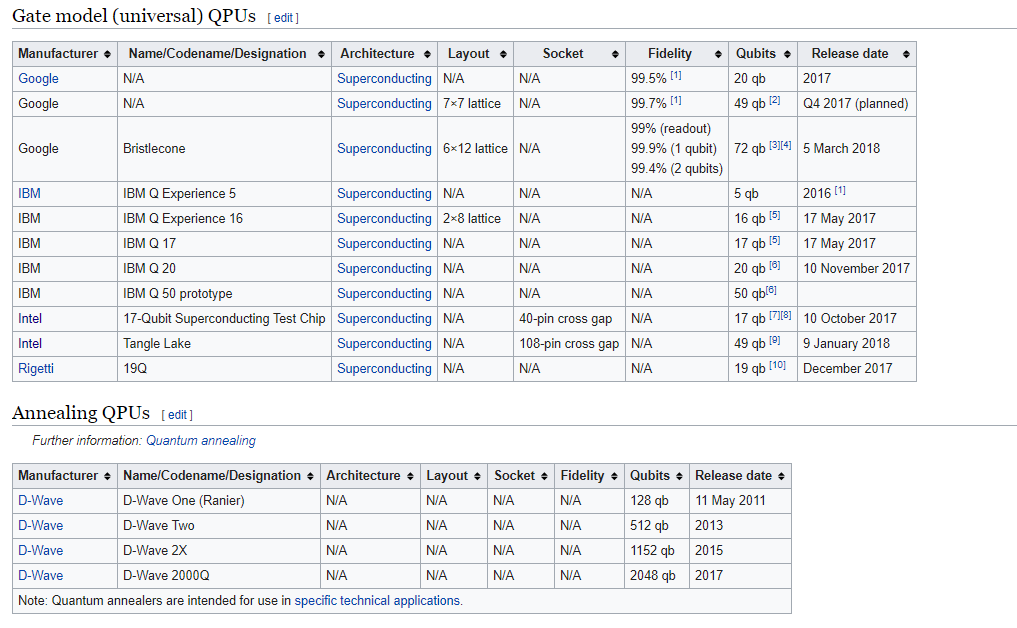 Gate model (universal) QPUs [ edit ]
Manufacturer Name/Codename/Designation Architecture Layout Socket Fidelity Qubits Release date
Google N/A Superconducting N/A N/A 99.5% [1] 20 qb 2017
Google N/A Superconducting 7×7 lattice N/A 99.7% [1] 49 qb [2] Q4 2017 (planned)
99% (readout)
Google Bristlecone Superconducting 6×12 lattice N/A 99.9% (1 qubit) 72 qb [3][4] 5 March 2018
99.4% (2 qubits)
IBM IBM Q Experience 5 Superconducting N/A N/A N/A 5 qb 2016 [1]
IBM IBM Q Experience 16 Superconducting 2×8 lattice N/A N/A 16 qb [5] 17 May 2017
IBM IBM Q 17 Superconducting N/A N/A N/A 17 qb [5] 17 May 2017
IBM IBM Q 20 Superconducting N/A N/A N/A 20 qb [6] 10 November 2017
IBM IBM Q 50 prototype Superconducting N/A N/A N/A 50 qb[6]
Intel 17-Qubit Superconducting Test Chip Superconducting N/A 40-pin cross gap N/A 17 qb [7][8] 10 October 2017
Intel Tangle Lake Superconducting N/A 108-pin cross gap N/A 49 qb [9] 9 January 2018
Rigetti 19Q Superconducting N/A N/A N/A 19 qb [10] December 2017
Annealing QPUs [ edit ]
Further information: Quantum annealing
Manufacturer Name/Codename/Designation Architecture Layout Socket Fidelity Qubits Release date
D-Wave D-Wave One (Ranier) N/A N/A N/A N/A 128 qb 11 May 2011
D-Wave D-Wave Two N/A N/A N/A N/A 512 qb 2013
D-Wave D-Wave 2X N/A N/A N/A N/A 1152 qb 2015
D-Wave D-Wave 2000Q N/A N/A N/A N/A 2048 qb 2017
Note: Quantum annealers are intended for use in specific technical applications.